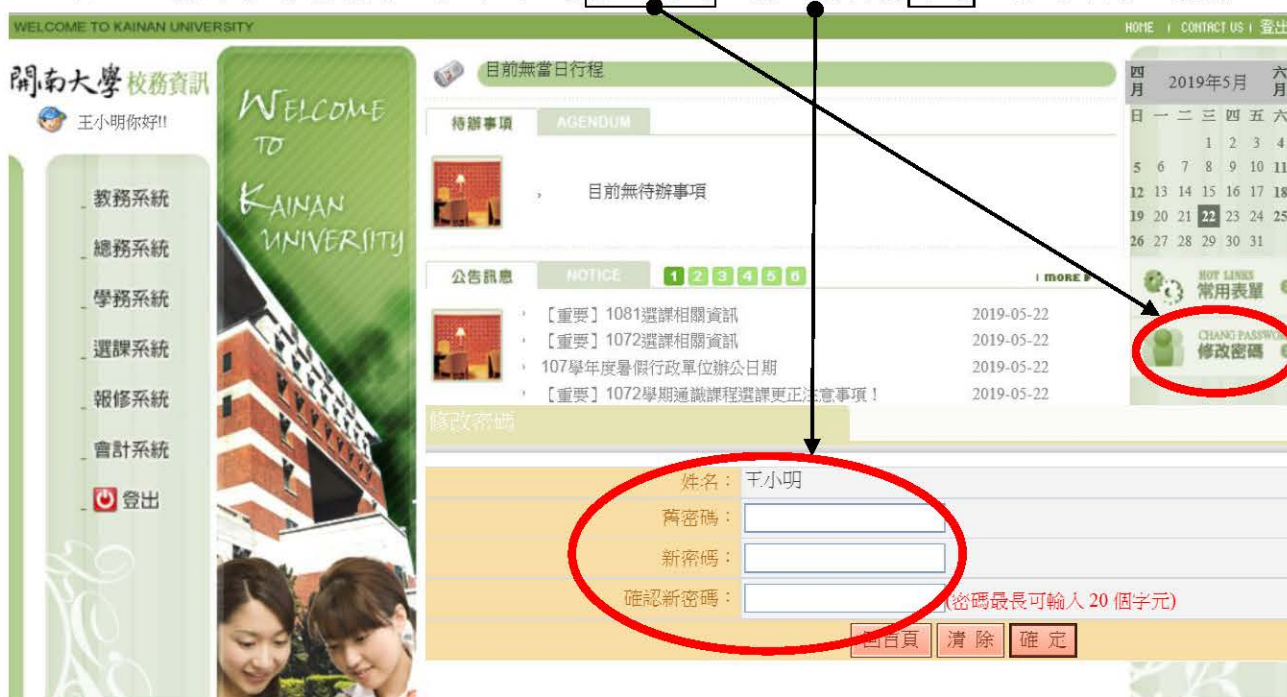 WELCOME TO KAINAN UNIVERSITY
HOME | CONTACT US | 登出
開南大學 校務資訊
王小明你好!!
教務系統
總務系統
學務系統
選課系統
報修系統
會計系統
登出
WELCOME
TO
KAINAN
UNIVERSITY
目前無當日行程
待辦事項 AGENDUM
目前無待辦事項
公告訊息 NOTICE 1 2 3 4 5 6 MORE
【重要】1081選課相關資訊 2019-05-22
【重要】1072選課相關資訊 2019-05-22
107學年度暑假行政單位辦公日期 2019-05-22
【重要】1072學期通識課程選課更正注意事項! 2019-05-22
四月 2019年5月 六月
日 一 二 三 四 五 六
1 2 3 4
5 6 7 8 9 10 11
12 13 14 15 16 17 18
19 20 21 22 23 24 25
26 27 28 29 30 31
HOT LINKS
常用表單
CHANG PASSWO
修改密碼
修改密碼
姓名: 王小明
舊密碼:
新密碼:
確認新密碼: (密碼最長可輸入 20 個字元)
回首頁 清 除 確 定